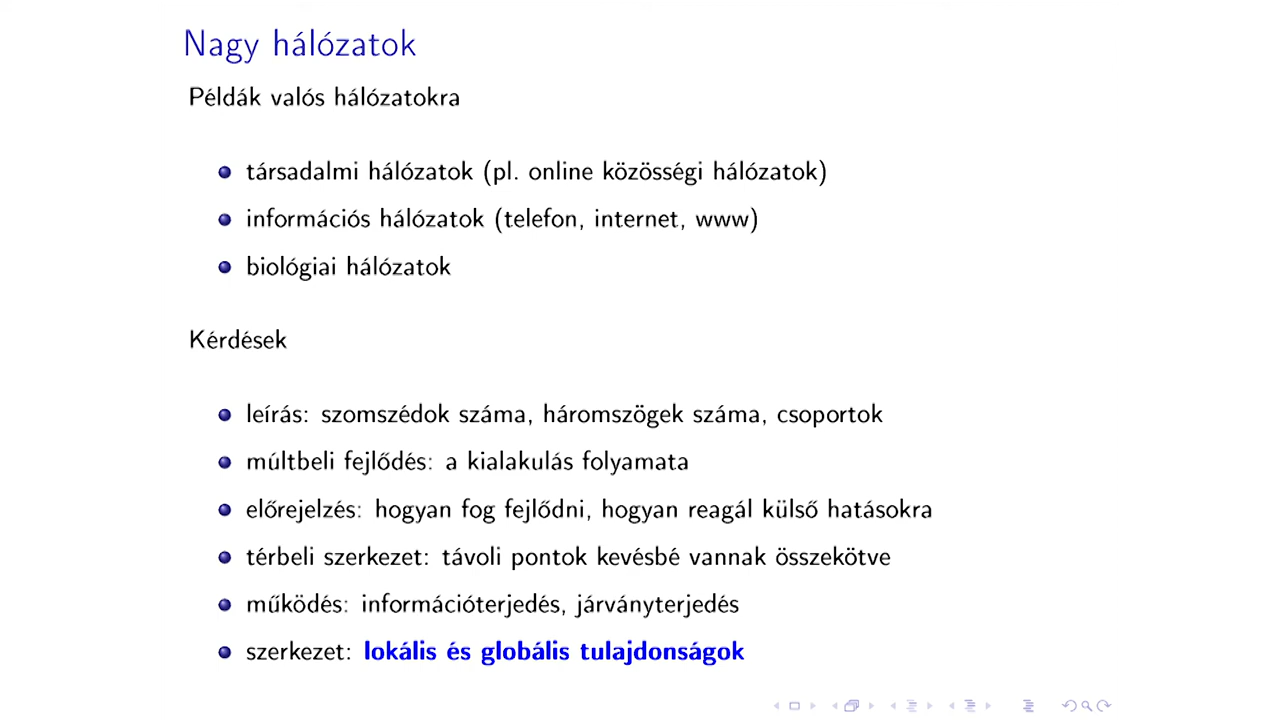 Nagy hálózatok
Példák valós hálózatokra
társadalmi hálózatok (pl. online közösségi hálózatok)
információs hálózatok (telefon, internet, www)
biológiai hálózatok
Kérdések
leírás: szomszédok száma, háromszögek száma, csoportok
múltbeli fejlődés: a kialakulás folyamata
előrejelzés: hogyan fog fejlődni, hogyan reagál külső hatásokra
térbeli szerkezet: távoli pontok kevésbé vannak összekötve
működés: információterjedés, járványterjedés
szerkezet: lokális és globális tulajdonságok